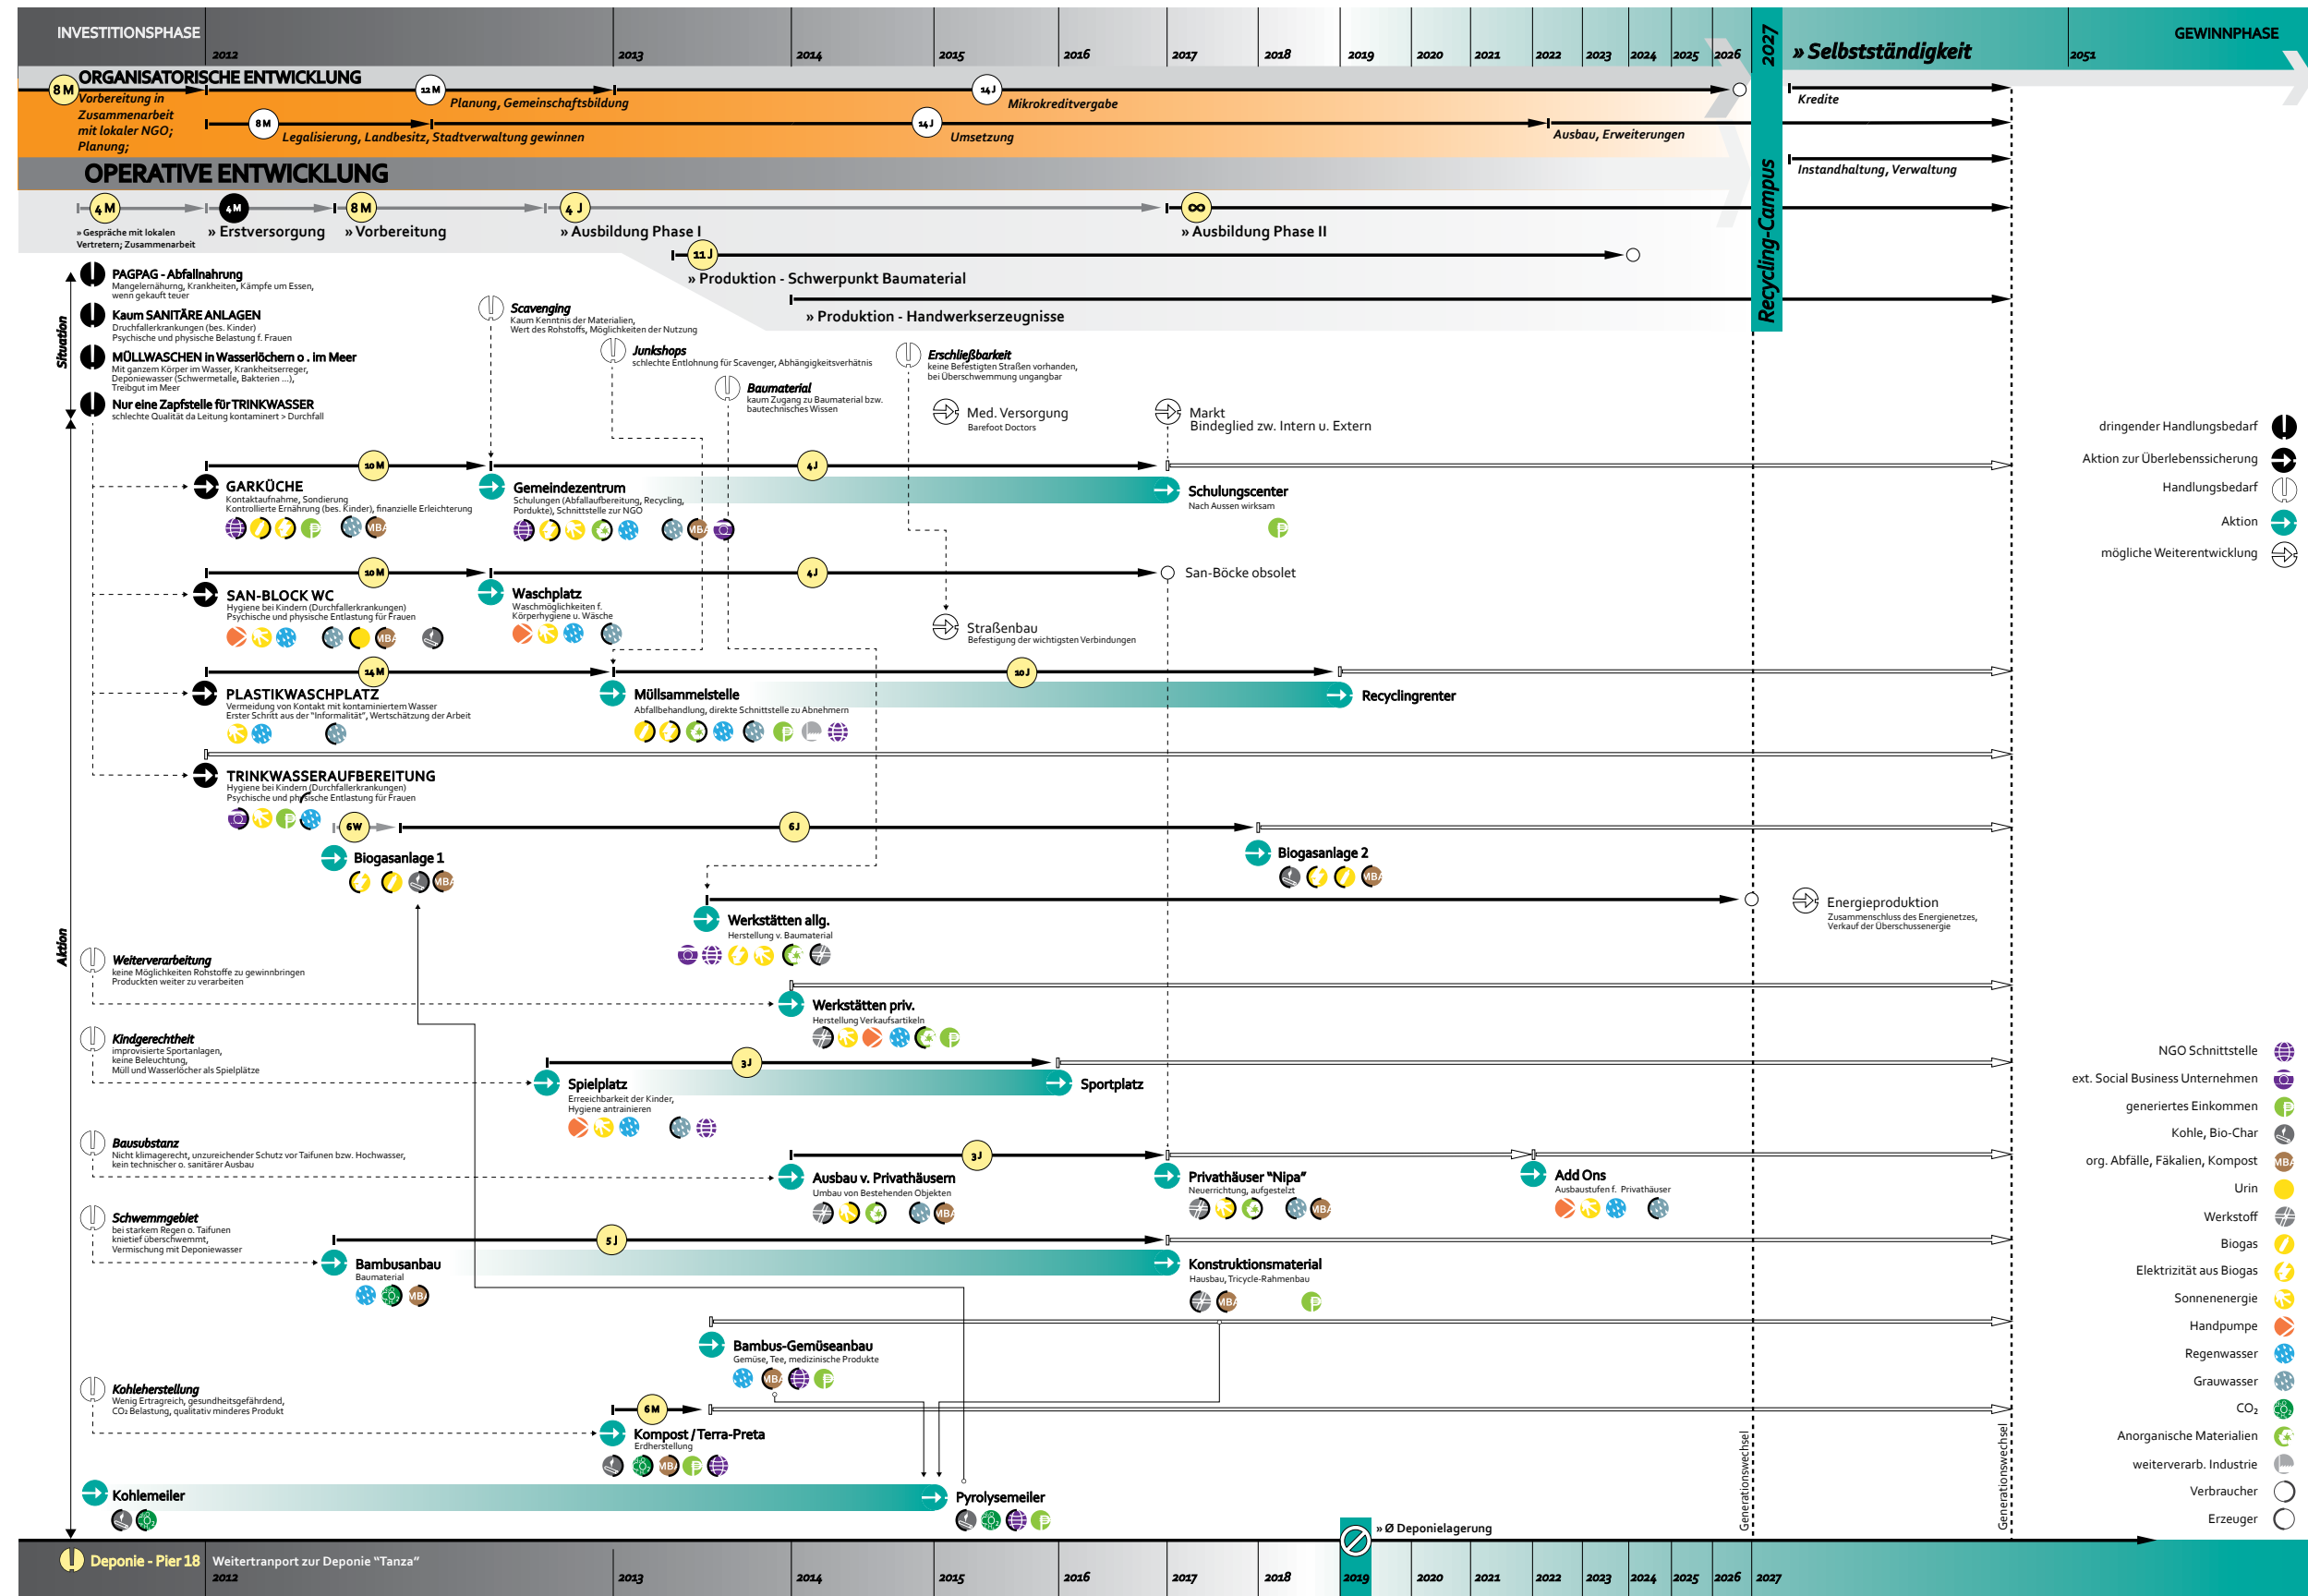 INVESTITIONSPHASE
GEWINNPHASE
2012
2013
2014
2015
2016
2017
2018
2019
2020
2021
2022
2023
2024
2025
2026
2027
» Selbstständigkeit
2051
ORGANISATORISCHE ENTWICKLUNG
8 M
Vorbereitung in
Zusammenarbeit
mit lokaler NGO;
Planung;
12 M
Planung, Gemeinschaftsbildung
14 J
Mikrokreditvergabe
Kredite
8 M
Legalisierung, Landbesitz, Stadtverwaltung gewinnen
14 J
Umsetzung
Ausbau, Erweiterungen
Instandhaltung, Verwaltung
OPERATIVE ENTWICKLUNG
Recycling-Campus
4 M
» Gespräche mit lokalen
Vertretern; Zusammenarbeit
4 M
» Erstversorgung
8 M
» Vorbereitung
4 J
» Ausbildung Phase I
∞
» Ausbildung Phase II
11 J
» Produktion - Schwerpunkt Baumaterial
» Produktion - Handwerkserzeugnisse
Situation
PAGPAG - Abfallnahrung
Mangelernährung, Krankheiten, Kämpfe um Essen,
wenn gekauft teuer
Kaum SANITÄRE ANLAGEN
Druchfallerkrankungen (bes. Kinder)
Psychische und physische Belastung f. Frauen
MÜLLWASCHEN in Wasserlöchern o . im Meer
Mit ganzem Körper im Wasser, Krankheitserreger,
Deponiewasser (Schwermetalle, Bakterien ...),
Treibgut im Meer
Nur eine Zapfstelle für TRINKWASSER
schlechte Qualität da Leitung kontaminert > Durchfall
Scavenging
Kaum Kenntnis der Materialien,
Wert des Rohstoffs, Möglichkeiten der Nutzung
Junkshops
schlechte Entlohnung für Scavenger, Abhängigkeitsverhätnis
Baumaterial
kaum Zugang zu Baumaterial bzw.
bautechnisches Wissen
Erschließbarkeit
keine Befestigten Straßen vorhanden,
bei Überschwemmung ungangbar
Med. Versorgung
Barefoot Doctors
Markt
Bindeglied zw. Intern u. Extern
dringender Handlungsbedarf
Aktion zur Überlebenssicherung
Handlungsbedarf
Aktion
mögliche Weiterentwicklung
Aktion
10 M
GARKÜCHE
Kontaktaufnahme, Sondierung
Kontrollierte Ernährung (bes. Kinder), finanzielle Erleichterung
MBA
4 J
Gemeindezentrum
Schulungen (Abfallaufbereitung, Recycling,
Pordukte), Schnittstelle zur NGO
MBA
Schulungscenter
Nach Aussen wirksam
10 M
SAN-BLOCK WC
Hygiene bei Kindern (Durchfallerkrankungen)
Psychische und physische Entlastung für Frauen
MBA
4 J
Waschplatz
Waschmöglichkeiten f.
Körperhygiene u. Wäsche
San-Böcke obsolet
Straßenbau
Befestigung der wichtigsten Verbindungen
14 M
PLASTIKWASCHPLATZ
Vermeidung von Kontakt mit kontaminiertem Wasser
Erster Schritt aus der "Informalität", Wertschätzung der Arbeit
10 J
Müllsammelstelle
Abfallbehandlung, direkte Schnittstelle zu Abnehmern
Recyclingrenter
TRINKWASSERAUFBEREITUNG
Hygiene bei Kindern (Durchfallerkrankungen)
Psychische und physische Entlastung für Frauen
6W
Biogasanlage 1
MBA
6 J
Biogasanlage 2
MBA
Werkstätten allg.
Herstellung v. Baumaterial
Energieproduktion
Zusammenschluss des Energienetzes,
Verkauf der Überschussenergie
Weiterverarbeitung
keine Möglichkeiten Rohstoffe zu gewinnbringen
Produckten weiter zu verarbeiten
Werkstätten priv.
Herstellung Verkaufsartikeln
Kindgerechtheit
improvisierte Sportanlagen,
keine Beleuchtung,
Müll und Wasserlöcher als Spielplätze
3 J
Spielplatz
Erreeichbarkeit der Kinder,
Hygiene antrainieren
Sportplatz
Bausubstanz
Nicht klimagerecht, unzureichender Schutz vor Taifunen bzw. Hochwasser,
kein technischer o. sanitärer Ausbau
3 J
Ausbau v. Privathäusern
Umbau von Bestehenden Objekten
MBA
Privathäuser "Nipa"
Neuerrichtung, aufgestelzt
MBA
Add Ons
Ausbaustufen f. Privathäuser
Schwemmgebiet
bei starkem Regen o. Taifunen
knietief überschwemmt,
Vermischung mit Deponiewasser
5 J
Bambusanbau
Baumaterial
MBA
Konstruktionsmaterial
Hausbau, Tricycle-Rahmenbau
MBA
Bambus-Gemüseanbau
Gemüse, Tee, medizinische Produkte
MBA
Kohleherstellung
Wenig Ertragreich, gesundheitsgefährdend,
CO₂ Belastung, qualitativ minderes Produkt
6 M
Kompost / Terra-Preta
Erdherstellung
MBA
Kohlemeiler
Pyrolysemeiler
NGO Schnittstelle
ext. Social Business Unternehmen
generiertes Einkommen
Kohle, Bio-Char
org. Abfälle, Fäkalien, Kompost
MBA
Urin
Werkstoff
Biogas
Elektrizität aus Biogas
Sonnenenergie
Handpumpe
Regenwasser
Grauwasser
CO₂
Anorganische Materialien
weiterverarb. Industrie
Verbraucher
Erzeuger
Generationswechsel
Generationswechsel
» Ø Deponielagerung
Deponie - Pier 18
Weitertranport zur Deponie "Tanza"
2012
2013
2014
2015
2016
2017
2018
2019
2020
2021
2022
2023
2024
2025
2026
2027